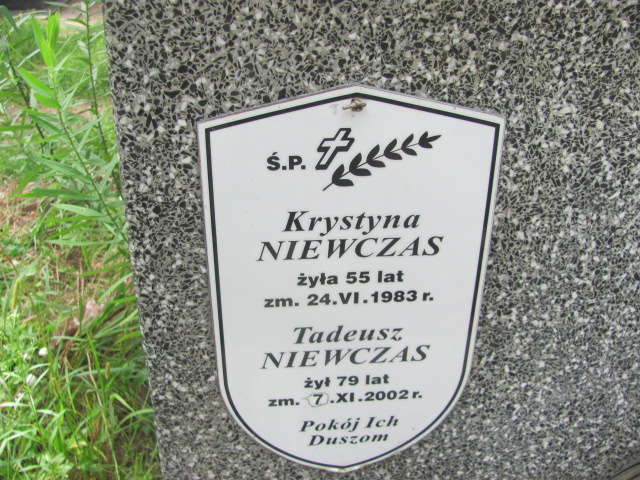 Ś.P.
Krystyna
NIEWCZAS
żyła 55 lat
zm. 24.VI.1983 r.
Tadeusz
NIEWCZAS
żył 79 lat
zm. 7.XI.2002 r.
Pokój Ich
Duszom